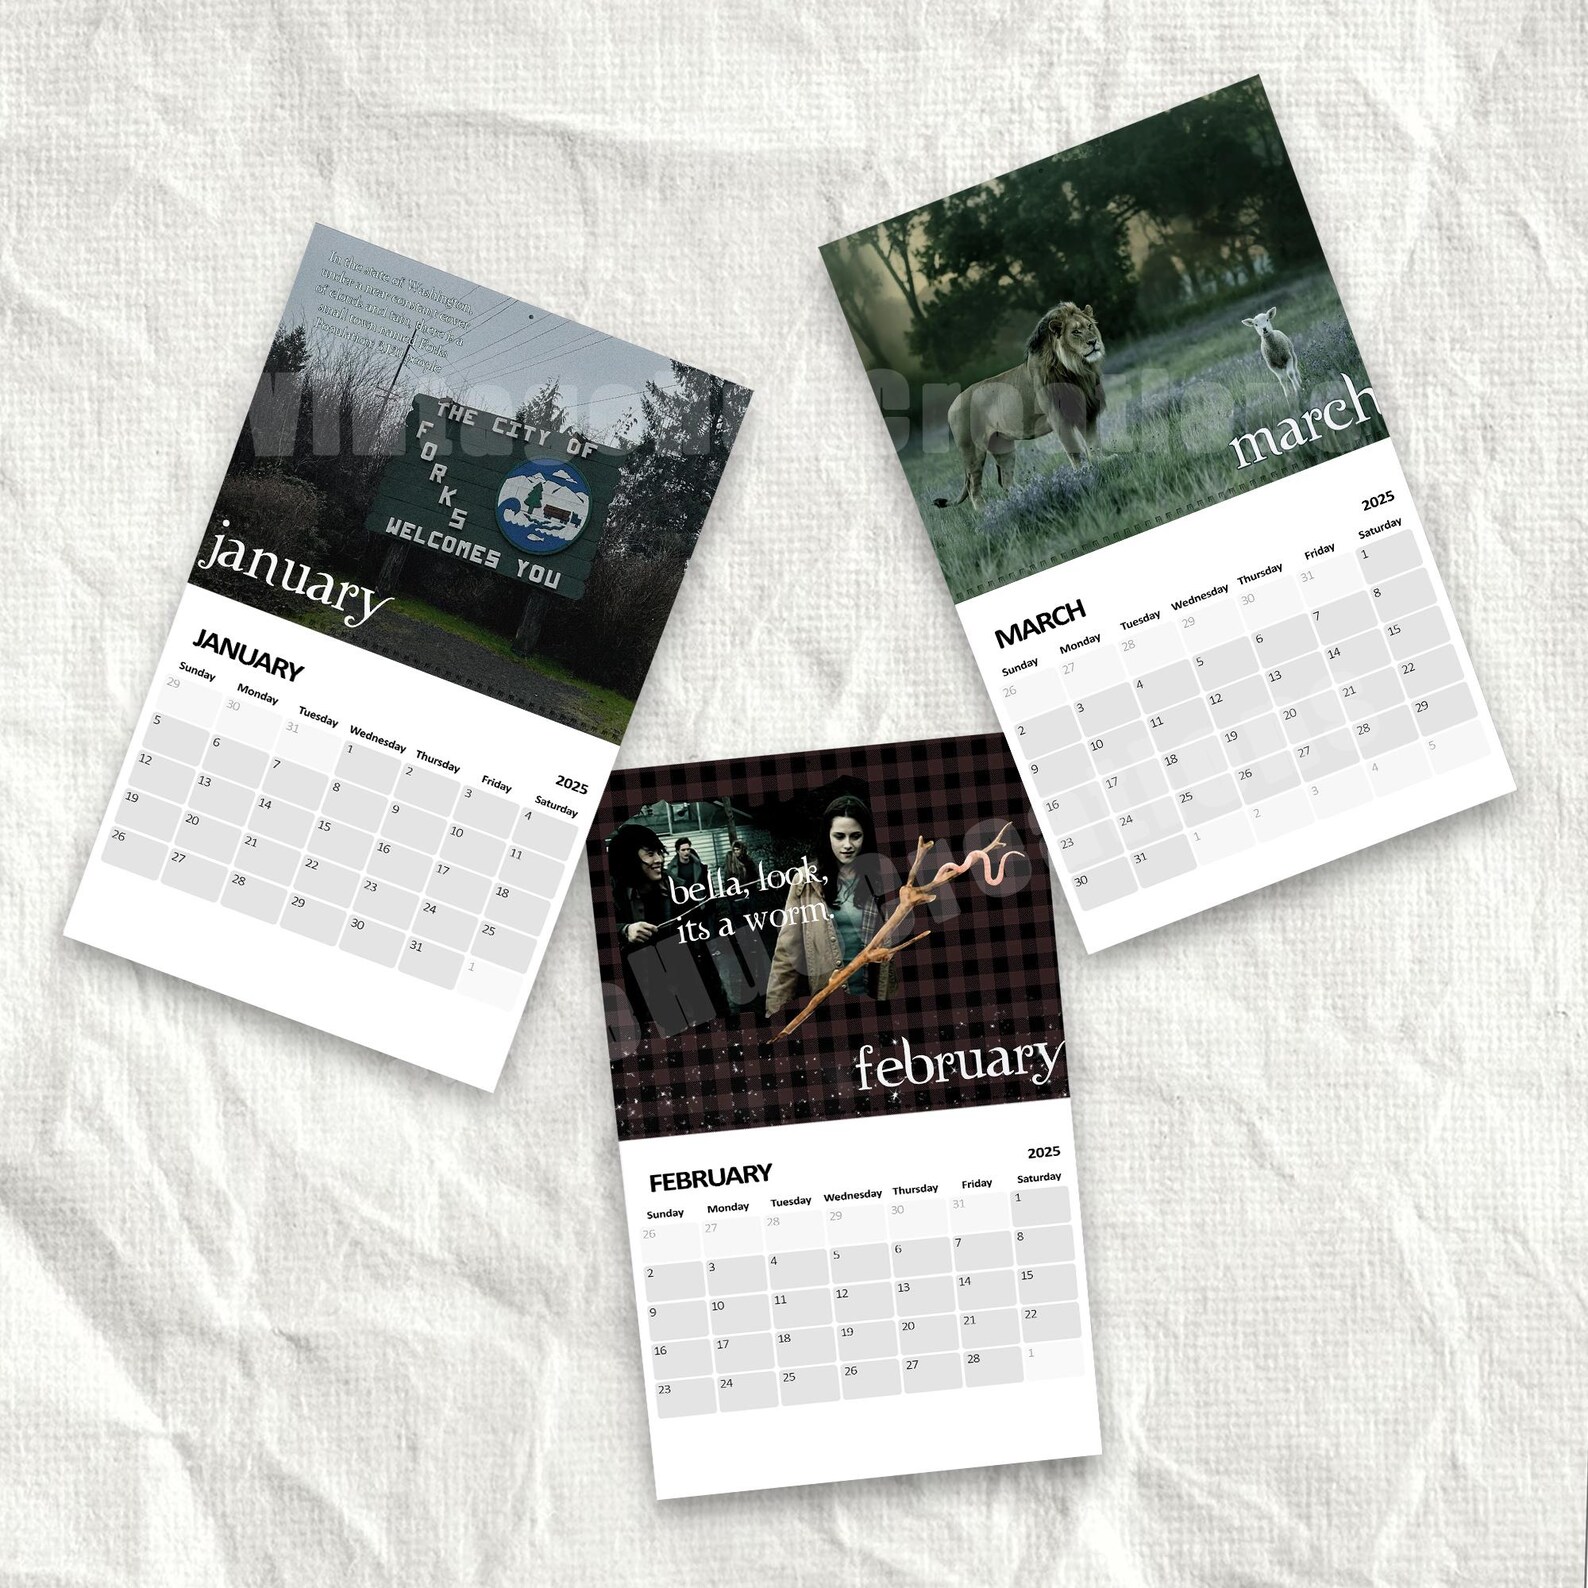 In the state of Washington,
under a near constant cover
of clouds and rain, there is a
small town named Forks.
Population: 3,120 people
THE CITY OF
FORKS
WELCOMES YOU
january
JANUARY
2025
Sunday Monday Tuesday Wednesday Thursday Friday Saturday
29 30 31 1 2 3 4
5 6 7 8 9 10 11
12 13 14 15 16 17 18
19 20 21 22 23 24 25
26 27 28 29 30 31 1
march
MARCH
2025
Sunday Monday Tuesday Wednesday Thursday Friday Saturday
26 27 28 29 30 31 1
2 3 4 5 6 7 8
9 10 11 12 13 14 15
16 17 18 19 20 21 22
23 24 25 26 27 28 29
30 31 1 2 3 4 5
bella, look,
its a worm.
february
FEBRUARY
2025
Sunday Monday Tuesday Wednesday Thursday Friday Saturday
26 27 28 29 30 31 1
2 3 4 5 6 7 8
9 10 11 12 13 14 15
16 17 18 19 20 21 22
23 24 25 26 27 28 1